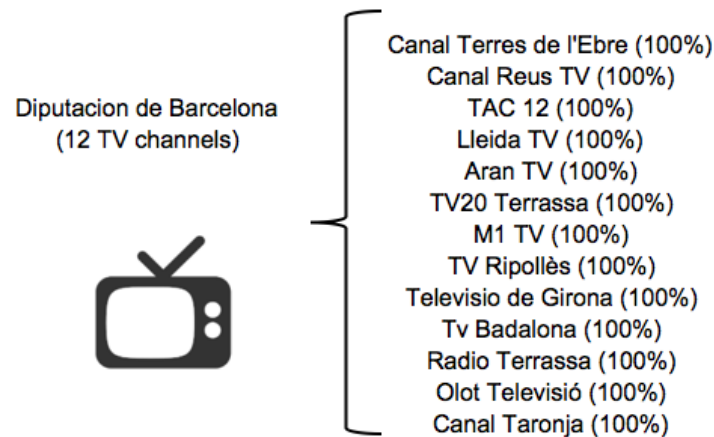 Diputacion de Barcelona
(12 TV channels)
Canal Terres de l'Ebre (100%)
Canal Reus TV (100%)
TAC 12 (100%)
Lleida TV (100%)
Aran TV (100%)
TV20 Terrassa (100%)
M1 TV (100%)
TV Ripollès (100%)
Televisio de Girona (100%)
Tv Badalona (100%)
Radio Terrassa (100%)
Olot Televisió (100%)
Canal Taronja (100%)